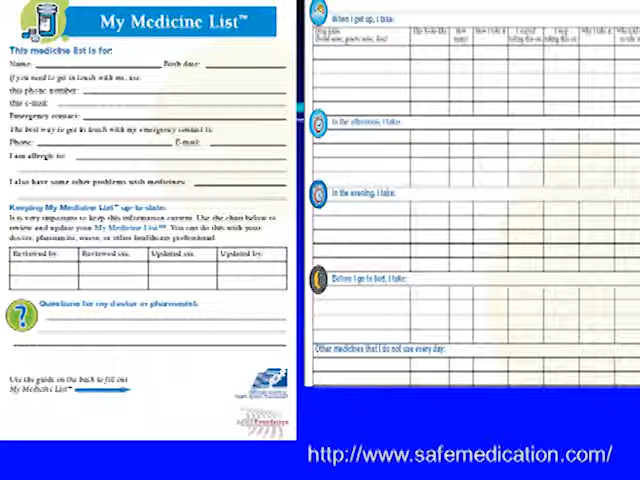 My Medicine List™
This medicine list is for:
Name: Birth date:
If you need to get in touch with me, use:
this phone number:
this e-mail:
Emergency contact:
The best way to get in touch with my emergency contact is:
Phone: E-mail:
I am allergic to:
I also have some other problems with medicines:
Keeping My Medicine List™ up-to-date:
It is very important to keep this information current. Use the chart below to
review and update your My Medicine List™. You can do this with your
doctor, pharmacist, nurse, or other healthcare professional.
Reviewed by: Reviewed on: Updated on: Updated by:
Questions for my doctor or pharmacist:
Use the guide on the back to fill out
My Medicine List™
When I get up, I take:
In the afternoon, I take:
In the evening, I take:
Before I go to bed, I take:
Other medicines that I do not use every day:
http://www.safemedication.com/